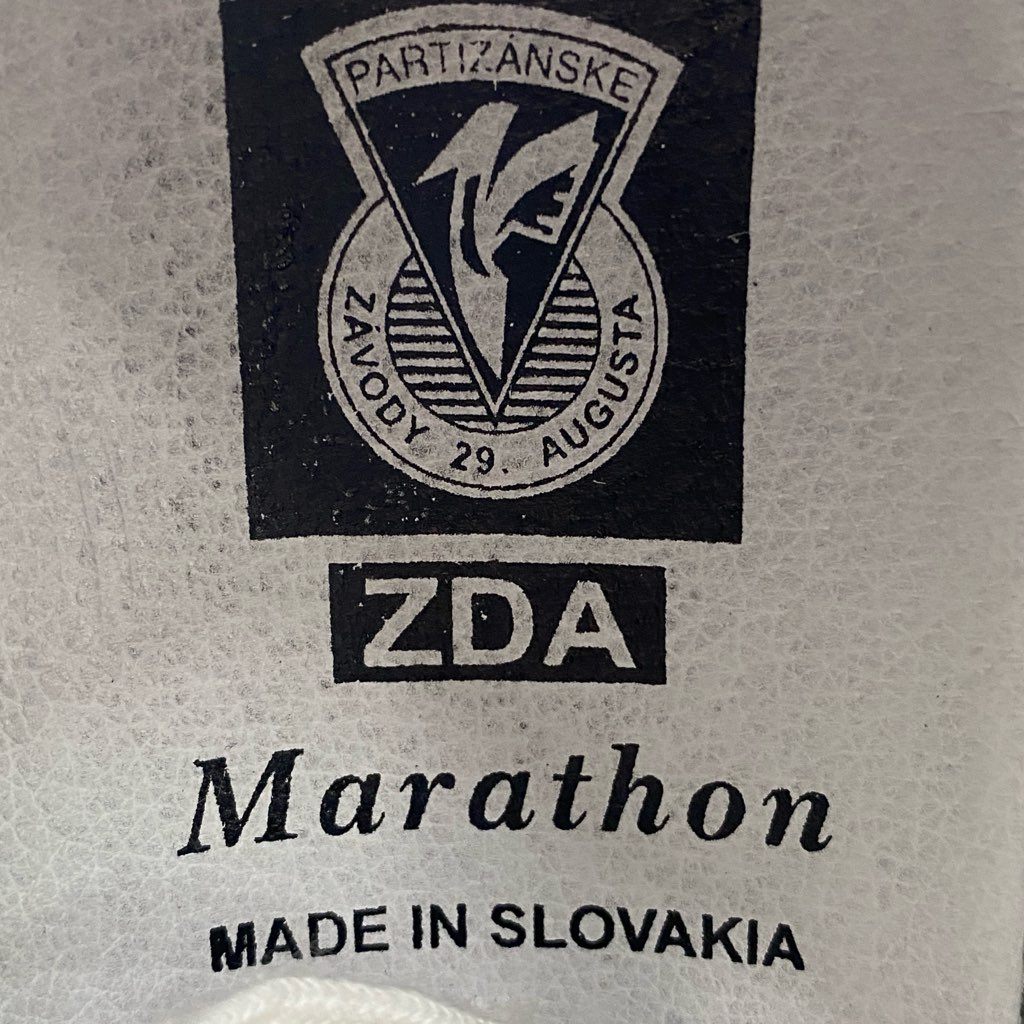 PARTIZÁNSKE
ZÁVODY 29. AUGUSTA
ZDA
Marathon
MADE IN SLOVAKIA